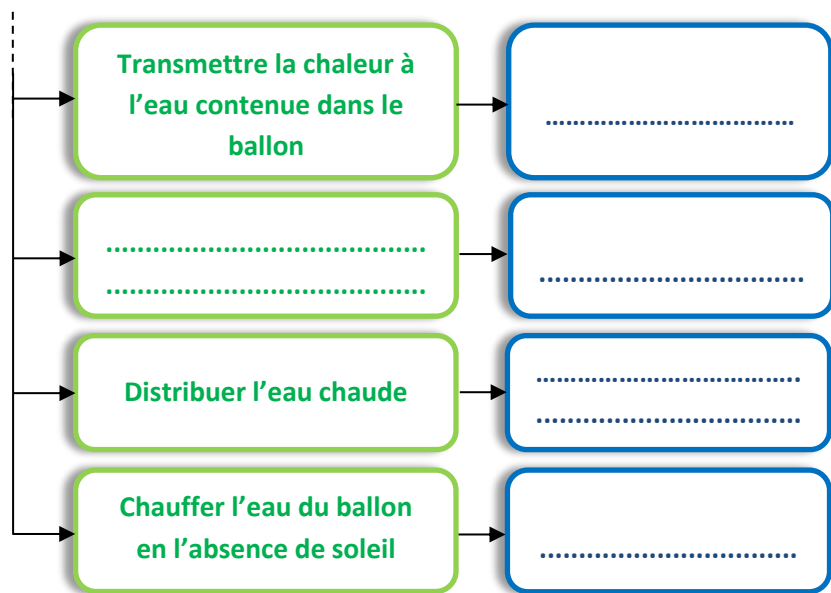 Transmettre la chaleur à
l’eau contenue dans le
ballon
.....................................
..........................................
.......................................
..........................................
Distribuer l’eau chaude
.......................................
.......................................
Chauffer l’eau du ballon
en l’absence de soleil
......................................